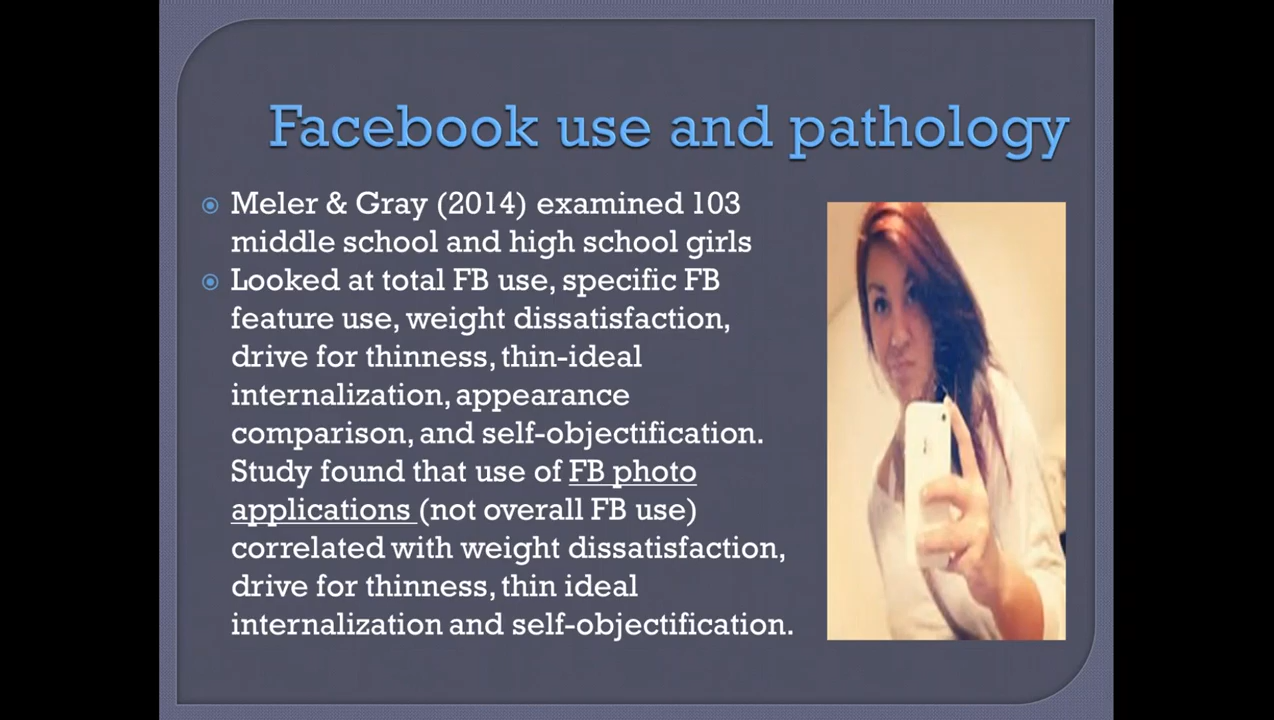 Facebook use and pathology
Meler & Gray (2014) examined 103
middle school and high school girls
Looked at total FB use, specific FB
feature use, weight dissatisfaction,
drive for thinness, thin-ideal
internalization, appearance
comparison, and self-objectification.
Study found that use of FB photo
applications (not overall FB use)
correlated with weight dissatisfaction,
drive for thinness, thin ideal
internalization and self-objectification.